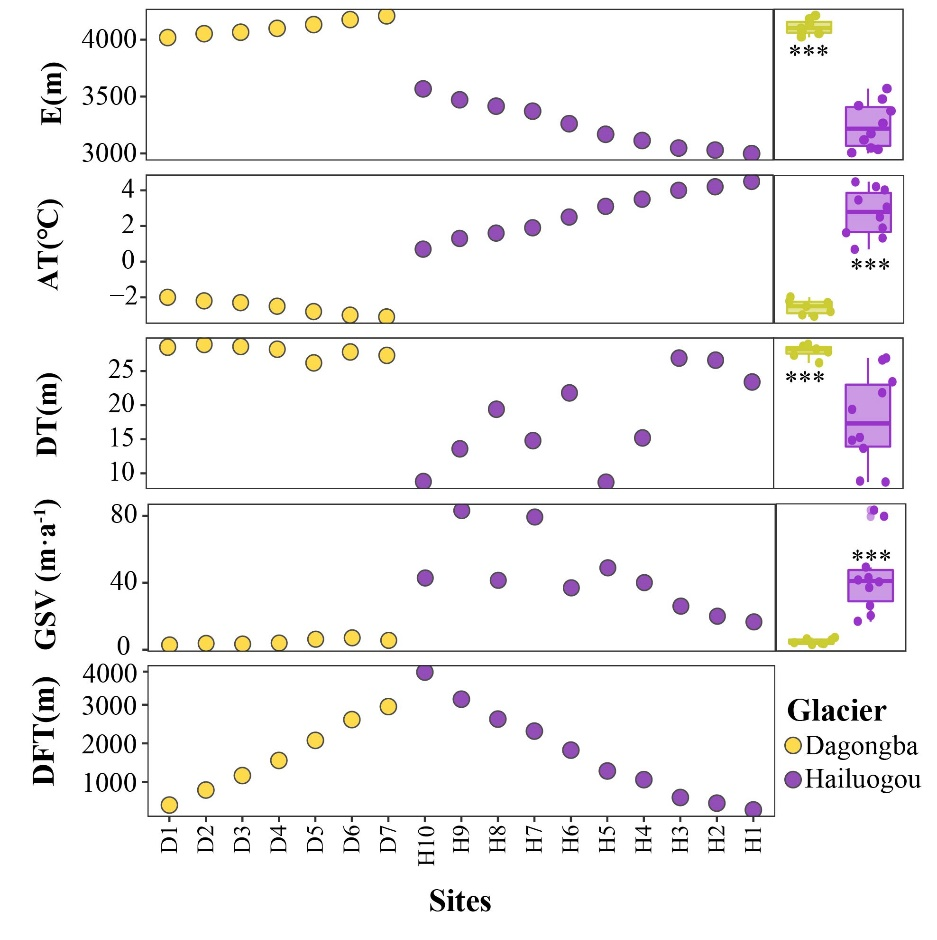 E(m)
4000
3500
3000
***
AT(℃)
4
2
0
−2
***
DT(m)
25
20
15
10
***
GSV (m·a⁻¹)
80
40
0
***
DFT(m)
4000
3000
2000
1000
D1 D2 D3 D4 D5 D6 D7 H10 H9 H8 H7 H6 H5 H4 H3 H2 H1
Sites
Glacier
Dagongba
Hailuogou